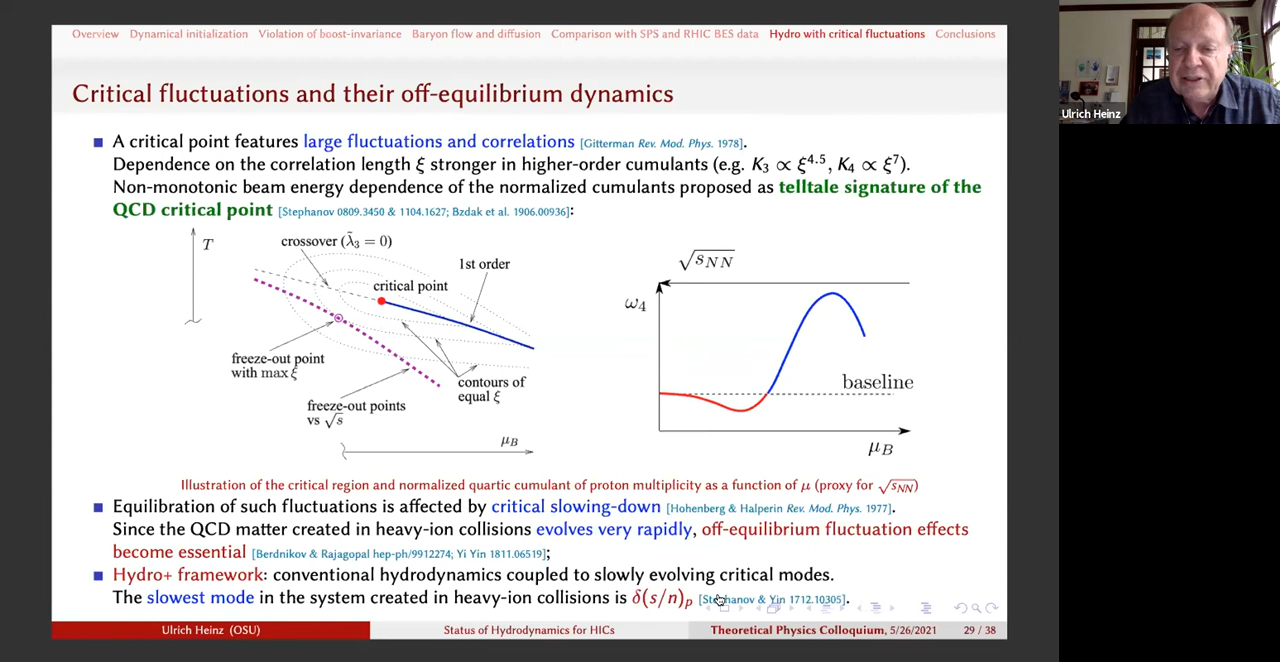 Overview Dynamical initialization Violation of boost-invariance Baryon flow and diffusion Comparison with SPS and RHIC BES data Hydro with critical fluctuations Conclusions
Ulrich Heinz
Critical fluctuations and their off-equilibrium dynamics
A critical point features large fluctuations and correlations [Gitterman Rev. Mod. Phys. 1978].
Dependence on the correlation length ξ stronger in higher-order cumulants (e.g. K₃ ∝ ξ⁴·⁵, K₄ ∝ ξ⁷).
Non-monotonic beam energy dependence of the normalized cumulants proposed as telltale signature of the
QCD critical point [Stephanov 0809.3450 & 1104.1627; Bzdak et al. 1906.00936]:
T
crossover (λ̃₃ = 0)
1st order
critical point
freeze-out point
with max ξ
contours of
equal ξ
freeze-out points
vs √s
μB
√sNN
ω₄
baseline
μB
Illustration of the critical region and normalized quartic cumulant of proton multiplicity as a function of μ (proxy for √sNN)
Equilibration of such fluctuations is affected by critical slowing-down [Hohenberg & Halperin Rev. Mod. Phys. 1977].
Since the QCD matter created in heavy-ion collisions evolves very rapidly, off-equilibrium fluctuation effects
become essential [Berdnikov & Rajagopal hep-ph/9912274; Yi Yin 1811.06519];
Hydro+ framework: conventional hydrodynamics coupled to slowly evolving critical modes.
The slowest mode in the system created in heavy-ion collisions is δ(s/n)p [Stephanov & Yin 1712.10305].
Ulrich Heinz (OSU) Status of Hydrodynamics for HICs Theoretical Physics Colloquium, 5/26/2021 29 / 38